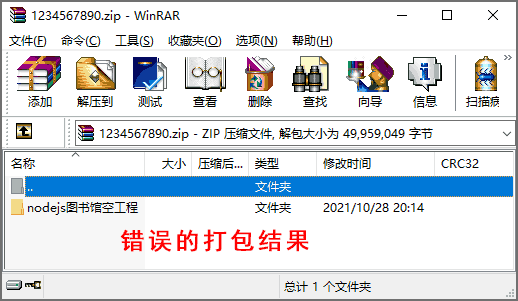 1234567890.zip - WinRAR
文件(F) 命令(C) 工具(S) 收藏夹(O) 选项(N) 帮助(H)
添加 解压到 测试 查看 删除 查找 向导 信息 扫描病
1234567890.zip - ZIP 压缩文件, 解包大小为 49,959,049 字节
名称 大小 压缩后... 类型 修改时间 CRC32
.. 文件夹
nodejs图书馆空工程 文件夹 2021/10/28 20:14
错误的打包结果
总计 1 个文件夹